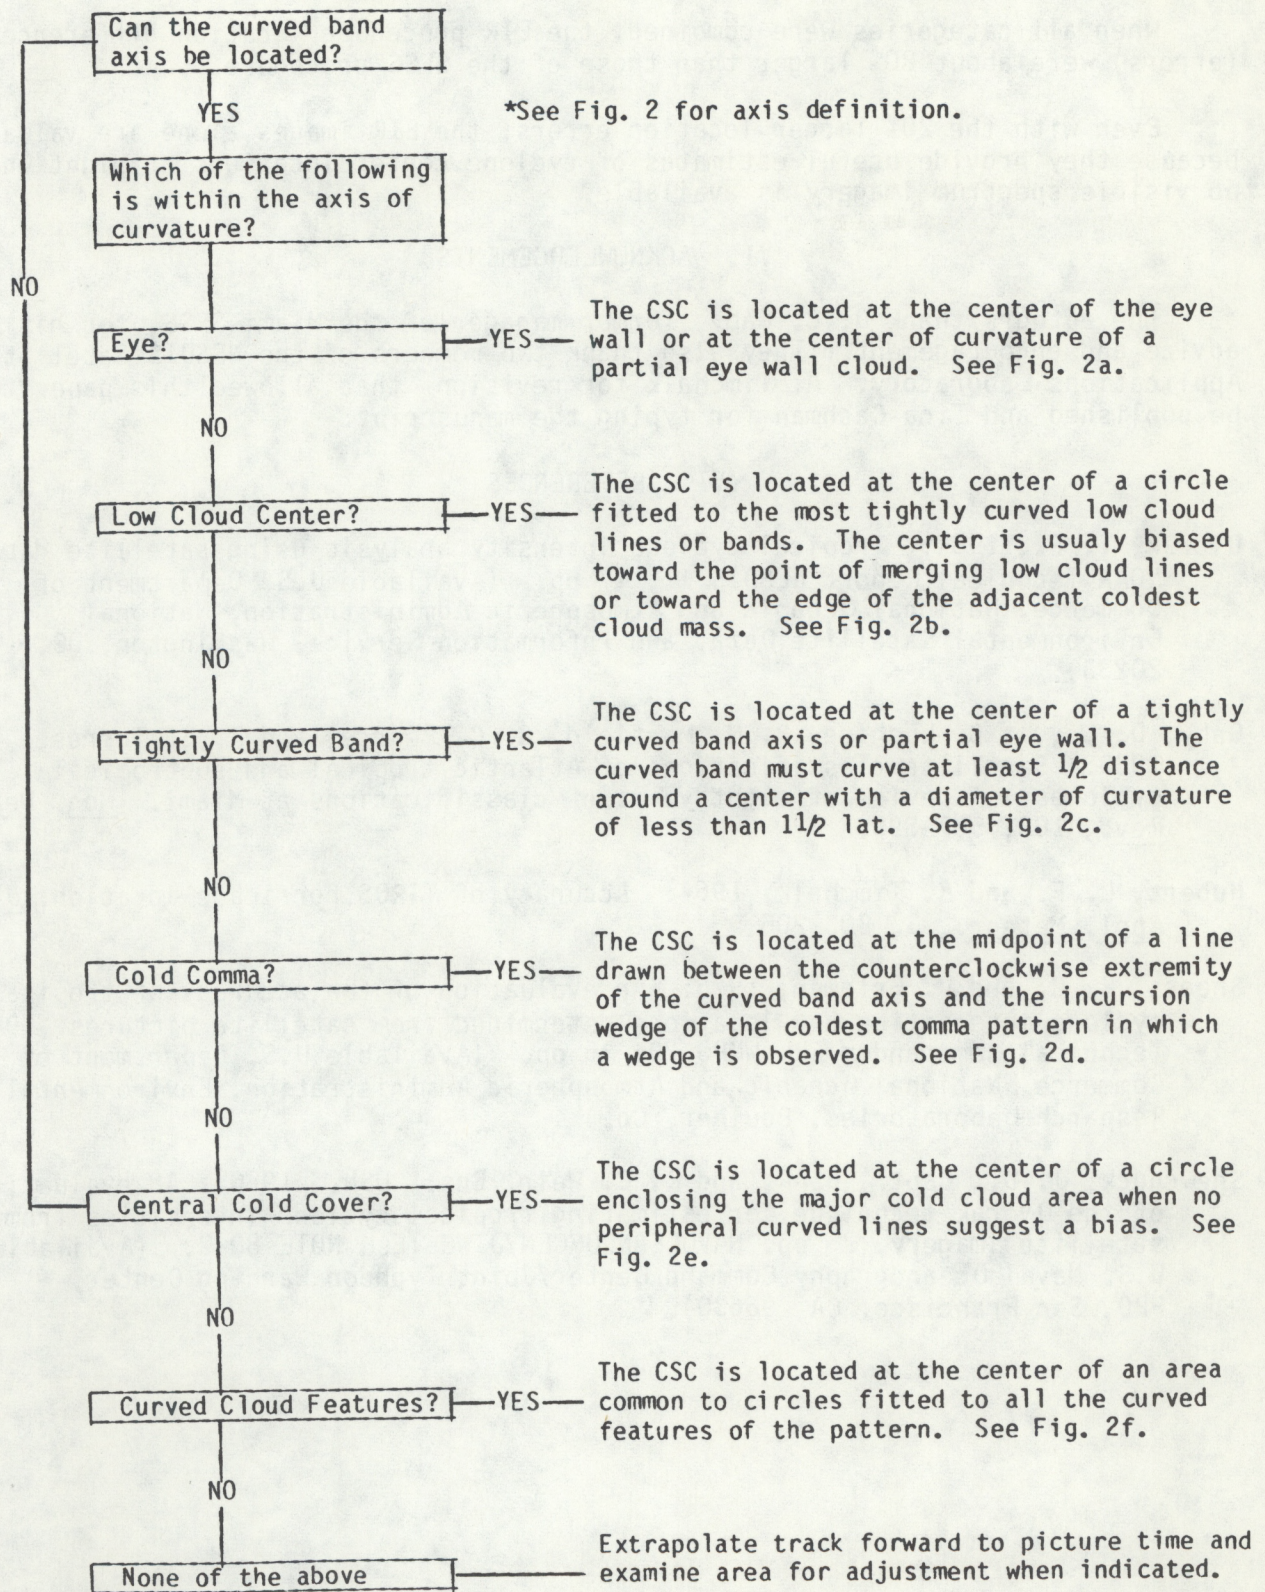 Can the curved band
axis be located?
YES
*See Fig. 2 for axis definition.
Which of the following
is within the axis of
curvature?
NO
Eye?
YES
The CSC is located at the center of the eye
wall or at the center of curvature of a
partial eye wall cloud. See Fig. 2a.
NO
Low Cloud Center?
YES
The CSC is located at the center of a circle
fitted to the most tightly curved low cloud
lines or bands. The center is usualy biased
toward the point of merging low cloud lines
or toward the edge of the adjacent coldest
cloud mass. See Fig. 2b.
NO
Tightly Curved Band?
YES
The CSC is located at the center of a tightly
curved band axis or partial eye wall. The
curved band must curve at least 1/2 distance
around a center with a diameter of curvature
of less than 11/2 lat. See Fig. 2c.
NO
Cold Comma?
YES
The CSC is located at the midpoint of a line
drawn between the counterclockwise extremity
of the curved band axis and the incursion
wedge of the coldest comma pattern in which
a wedge is observed. See Fig. 2d.
NO
Central Cold Cover?
YES
The CSC is located at the center of a circle
enclosing the major cold cloud area when no
peripheral curved lines suggest a bias. See
Fig. 2e.
NO
Curved Cloud Features?
YES
The CSC is located at the center of an area
common to circles fitted to all the curved
features of the pattern. See Fig. 2f.
NO
None of the above
Extrapolate track forward to picture time and
examine area for adjustment when indicated.